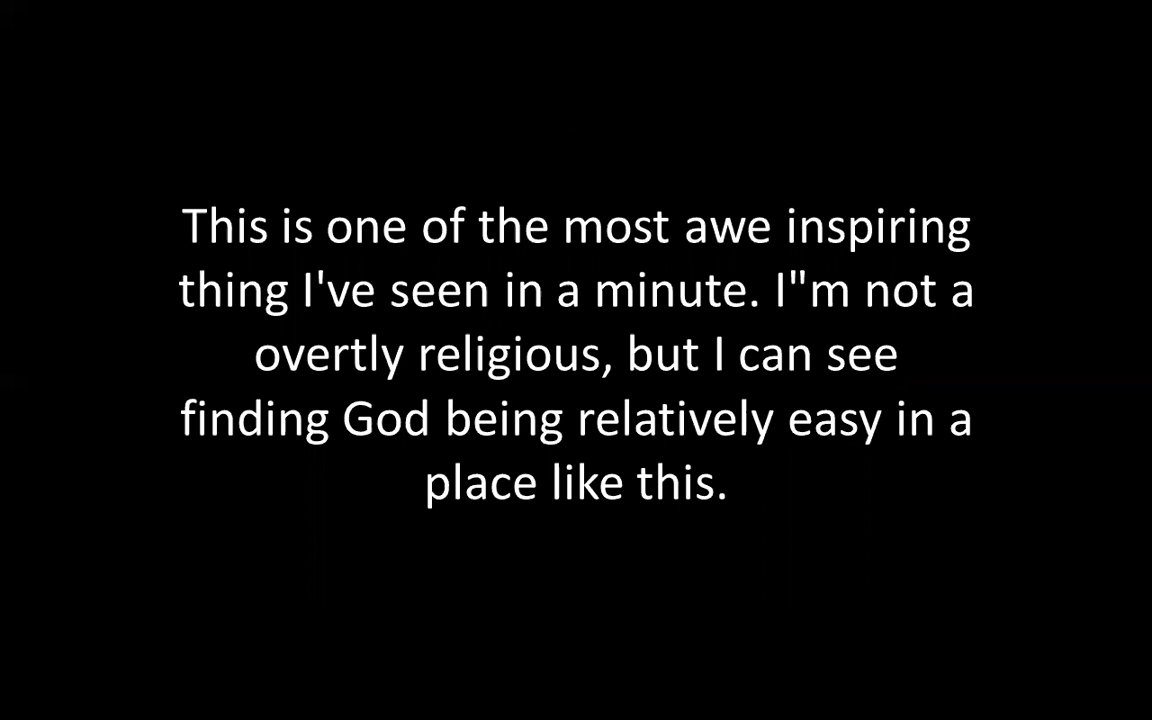 This is one of the most awe inspiring
thing I've seen in a minute. I"m not a
overtly religious, but I can see
finding God being relatively easy in a
place like this.